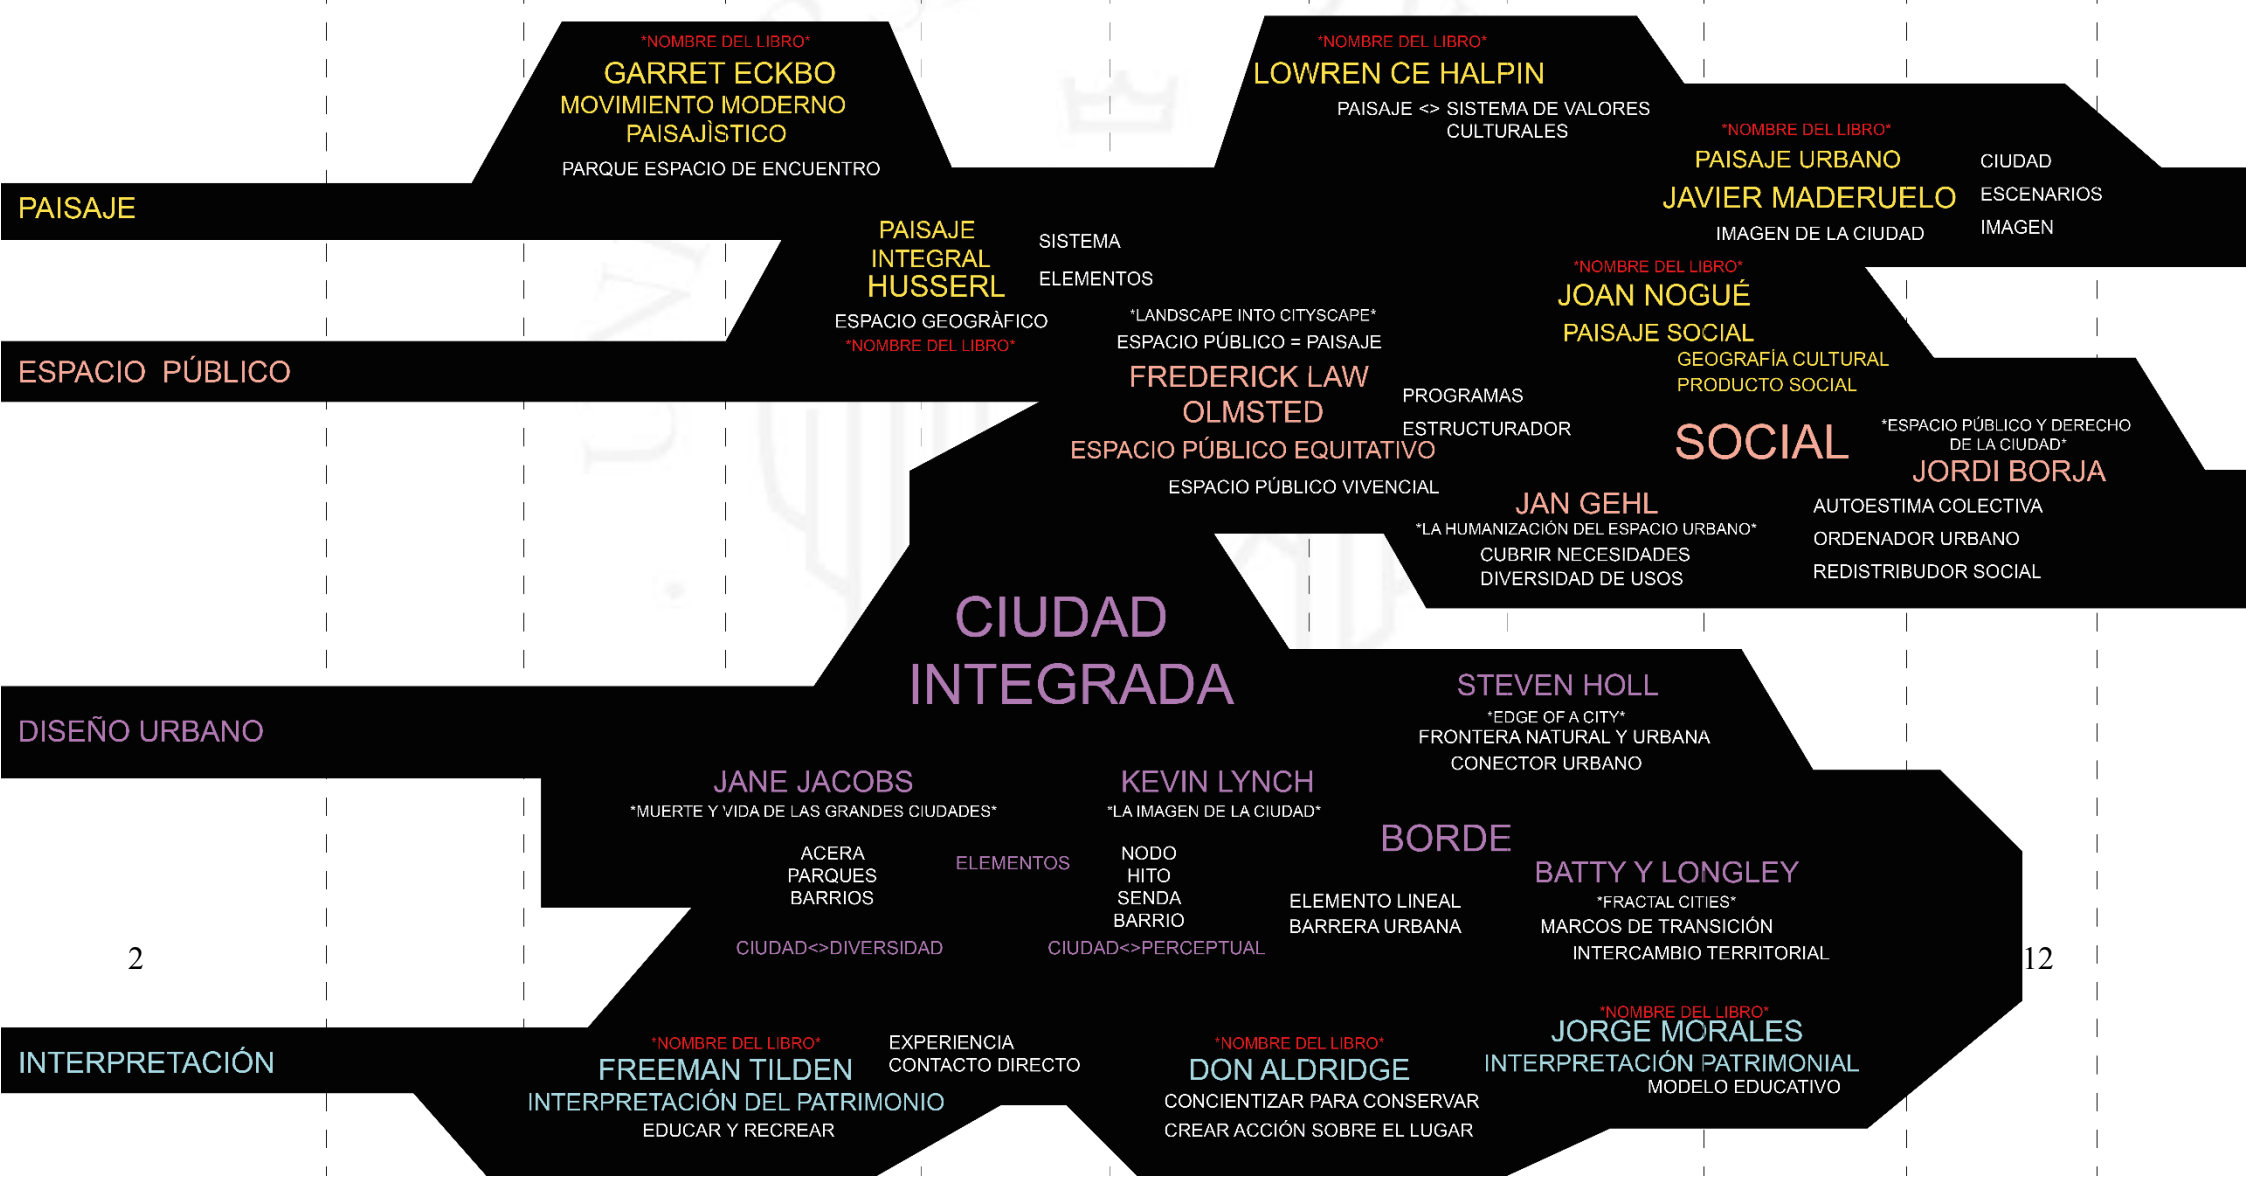 *NOMBRE DEL LIBRO*
GARRET ECKBO
MOVIMIENTO MODERNO
PAISAJÌSTICO
PARQUE ESPACIO DE ENCUENTRO
*NOMBRE DEL LIBRO*
LOWREN CE HALPIN
PAISAJE <> SISTEMA DE VALORES
CULTURALES
*NOMBRE DEL LIBRO*
PAISAJE URBANO
JAVIER MADERUELO
IMAGEN DE LA CIUDAD
CIUDAD
ESCENARIOS
IMAGEN
PAISAJE
PAISAJE
INTEGRAL
HUSSERL
ESPACIO GEOGRÀFICO
*NOMBRE DEL LIBRO*
SISTEMA
ELEMENTOS
*NOMBRE DEL LIBRO*
JOAN NOGUÉ
PAISAJE SOCIAL
GEOGRAFÍA CULTURAL
PRODUCTO SOCIAL
ESPACIO PÚBLICO
*LANDSCAPE INTO CITYSCAPE*
ESPACIO PÚBLICO = PAISAJE
FREDERICK LAW
OLMSTED
ESPACIO PÚBLICO EQUITATIVO
ESPACIO PÚBLICO VIVENCIAL
PROGRAMAS
ESTRUCTURADOR
SOCIAL
*ESPACIO PÚBLICO Y DERECHO
DE LA CIUDAD*
JORDI BORJA
AUTOESTIMA COLECTIVA
ORDENADOR URBANO
REDISTRIBUDOR SOCIAL
JAN GEHL
*LA HUMANIZACIÓN DEL ESPACIO URBANO*
CUBRIR NECESIDADES
DIVERSIDAD DE USOS
CIUDAD
INTEGRADA
DISEÑO URBANO
STEVEN HOLL
*EDGE OF A CITY*
FRONTERA NATURAL Y URBANA
CONECTOR URBANO
JANE JACOBS
*MUERTE Y VIDA DE LAS GRANDES CIUDADES*
ACERA
PARQUES
BARRIOS
CIUDAD<>DIVERSIDAD
ELEMENTOS
KEVIN LYNCH
*LA IMAGEN DE LA CIUDAD*
NODO
HITO
SENDA
BARRIO
CIUDAD<>PERCEPTUAL
BORDE
ELEMENTO LINEAL
BARRERA URBANA
BATTY Y LONGLEY
*FRACTAL CITIES*
MARCOS DE TRANSICIÓN
INTERCAMBIO TERRITORIAL
2
12
INTERPRETACIÓN
*NOMBRE DEL LIBRO*
FREEMAN TILDEN
INTERPRETACIÓN DEL PATRIMONIO
EDUCAR Y RECREAR
EXPERIENCIA
CONTACTO DIRECTO
*NOMBRE DEL LIBRO*
DON ALDRIDGE
CONCIENTIZAR PARA CONSERVAR
CREAR ACCIÓN SOBRE EL LUGAR
*NOMBRE DEL LIBRO*
JORGE MORALES
INTERPRETACIÓN PATRIMONIAL
MODELO EDUCATIVO